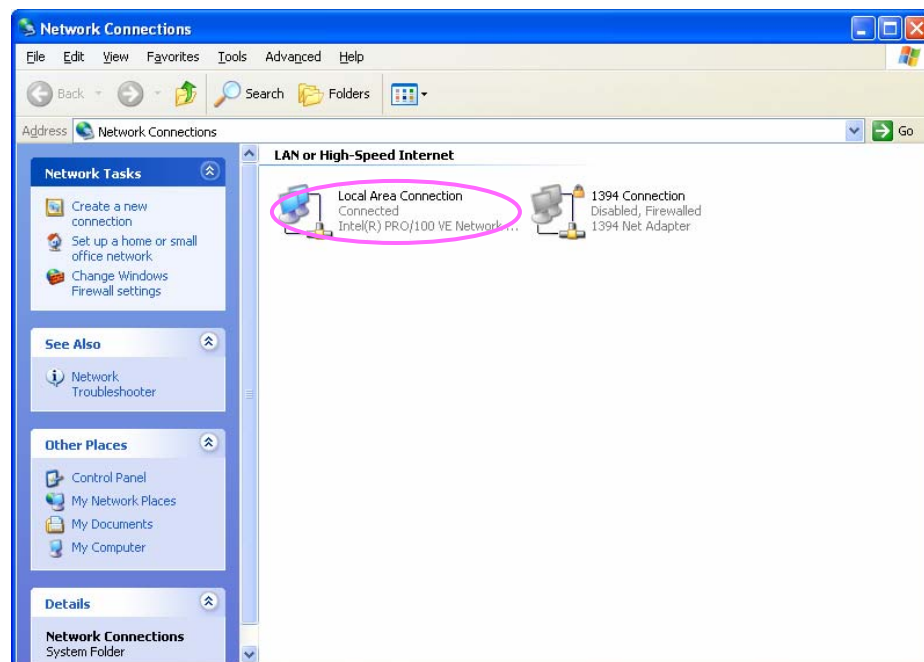 Network Connections
File Edit View Favorites Tools Advanced Help
Back Search Folders
Address Network Connections Go
Network Tasks
Create a new
connection
Set up a home or small
office network
Change Windows
Firewall settings
See Also
Network
Troubleshooter
Other Places
Control Panel
My Network Places
My Documents
My Computer
Details
Network Connections
System Folder
LAN or High-Speed Internet
Local Area Connection
Connected
Intel(R) PRO/100 VE Network ...
1394 Connection
Disabled, Firewalled
1394 Net Adapter